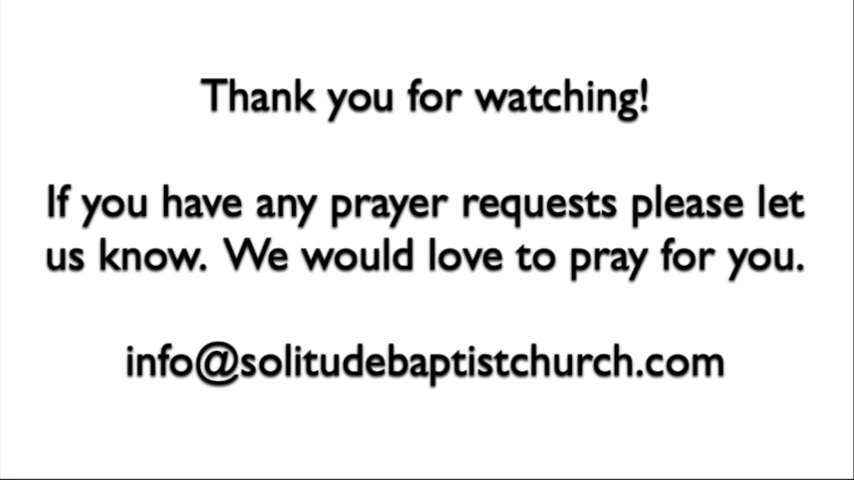 Thank you for watching!
If you have any prayer requests please let
us know. We would love to pray for you.
info@solitudebaptistchurch.com